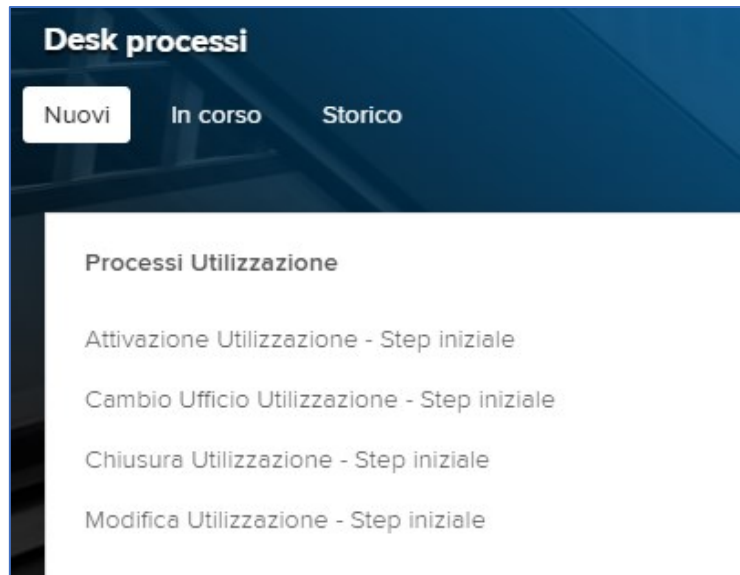 Desk processi
Nuovi In corso Storico
Processi Utilizzazione
Attivazione Utilizzazione - Step iniziale
Cambio Ufficio Utilizzazione - Step iniziale
Chiusura Utilizzazione - Step iniziale
Modifica Utilizzazione - Step iniziale